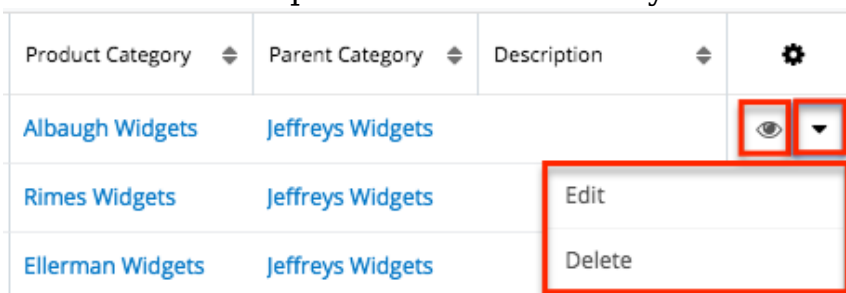 Product Category Parent Category Description
Albaugh Widgets Jeffreys Widgets
Rimes Widgets Jeffreys Widgets Edit
Ellerman Widgets Jeffreys Widgets Delete